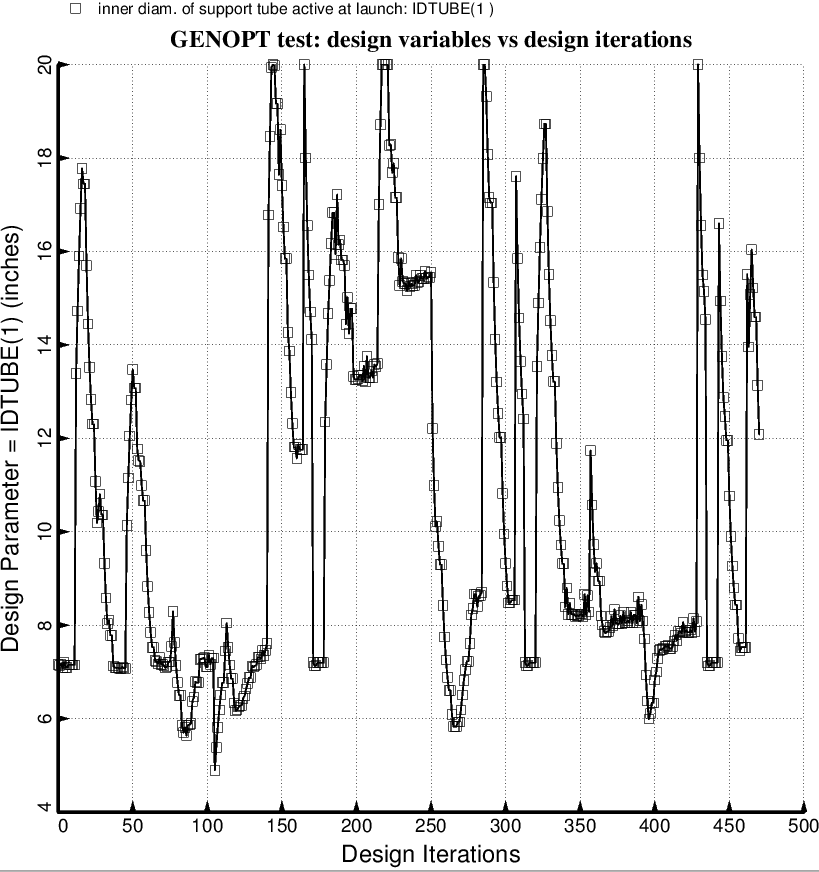 inner diam. of support tube active at launch: IDTUBE(1 )
GENOPT test: design variables vs design iterations
20
18
16
14
12
10
8
6
4
Design Parameter = IDTUBE(1) (inches)
0 50 100 150 200 250 300 350 400 450 500
Design Iterations